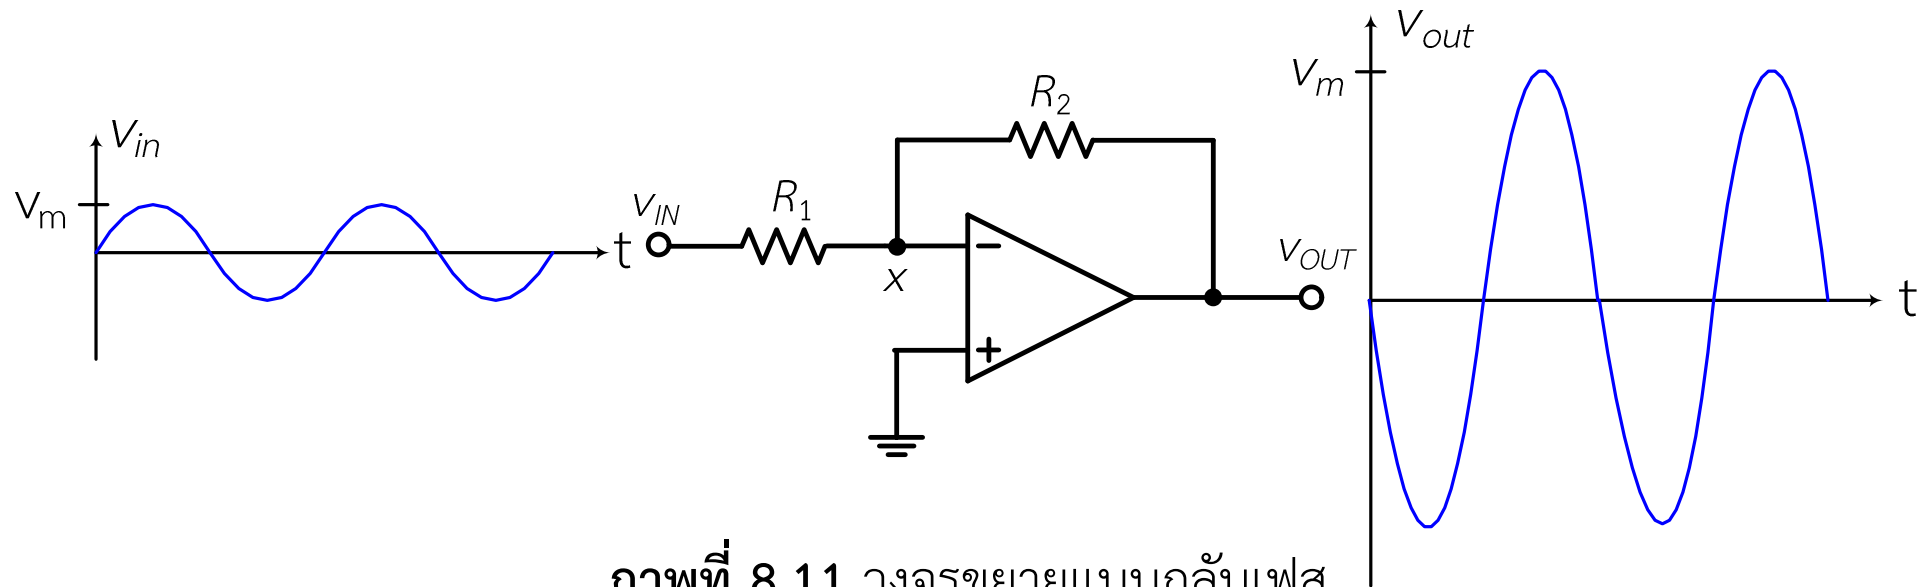 Vin
Vm
t
VIN
R1
R2
x
−
+
VOUT
Vout
Vm
t
ภาพที่ 8.11 วงจรขยายแบบกลับเฟส